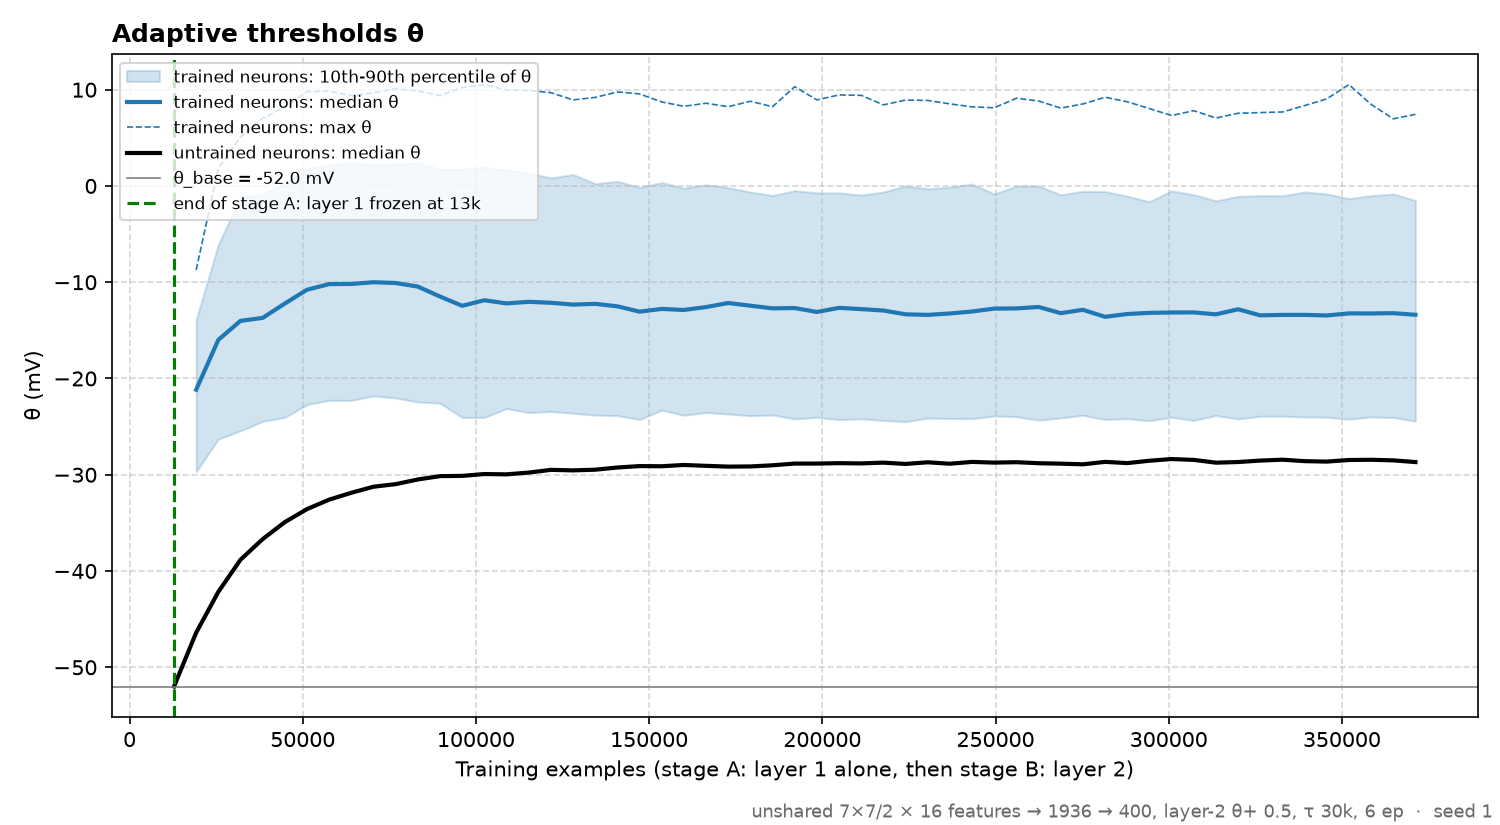 Adaptive thresholds θ
trained neurons: 10th-90th percentile of θ
trained neurons: median θ
trained neurons: max θ
untrained neurons: median θ
θ_base = -52.0 mV
end of stage A: layer 1 frozen at 13k
θ (mV)
10
0
−10
−20
−30
−40
−50
0 50000 100000 150000 200000 250000 300000 350000
Training examples (stage A: layer 1 alone, then stage B: layer 2)
unshared 7×7/2 × 16 features → 1936 → 400, layer-2 θ+ 0.5, τ 30k, 6 ep · seed 1